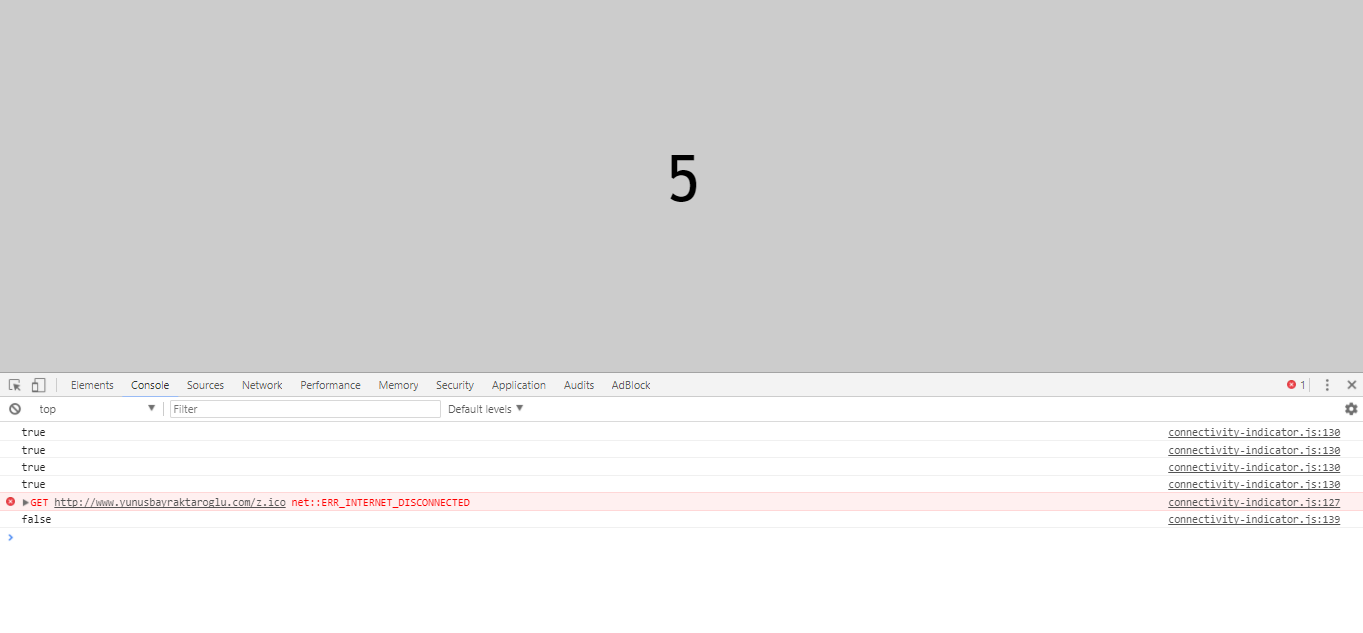 5
Elements Console Sources Network Performance Memory Security Application Audits AdBlock 1
top Filter Default levels
true connectivity-indicator.js:130
true connectivity-indicator.js:130
true connectivity-indicator.js:130
true connectivity-indicator.js:130
GET http://www.yunusbayraktaroglu.com/z.ico net::ERR_INTERNET_DISCONNECTED connectivity-indicator.js:127
false connectivity-indicator.js:139